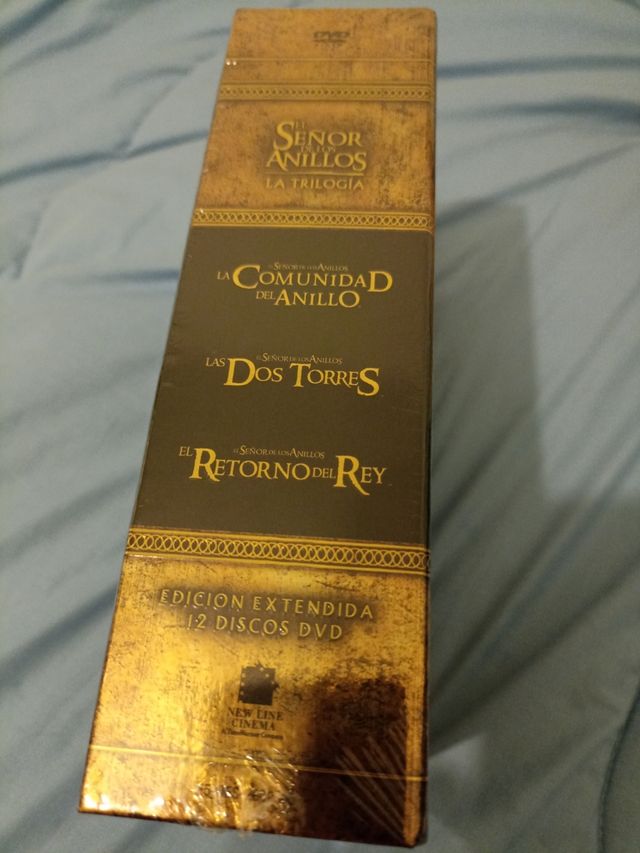 DVD
EL
SEÑOR
DE LOS
ANILLOS
LA TRILOGÍA
EL SEÑOR DE LOS ANILLOS
LA COMUNIDAD
DEL ANILLO
EL SEÑOR DE LOS ANILLOS
LAS DOS TORRES
EL SEÑOR DE LOS ANILLOS
EL RETORNO DEL REY
EDICION EXTENDIDA
12 DISCOS DVD
NEW LINE
CINEMA
A TimeWarner Company